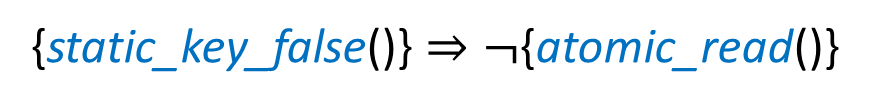 {static_key_false()} ⇒ ¬{atomic_read()}